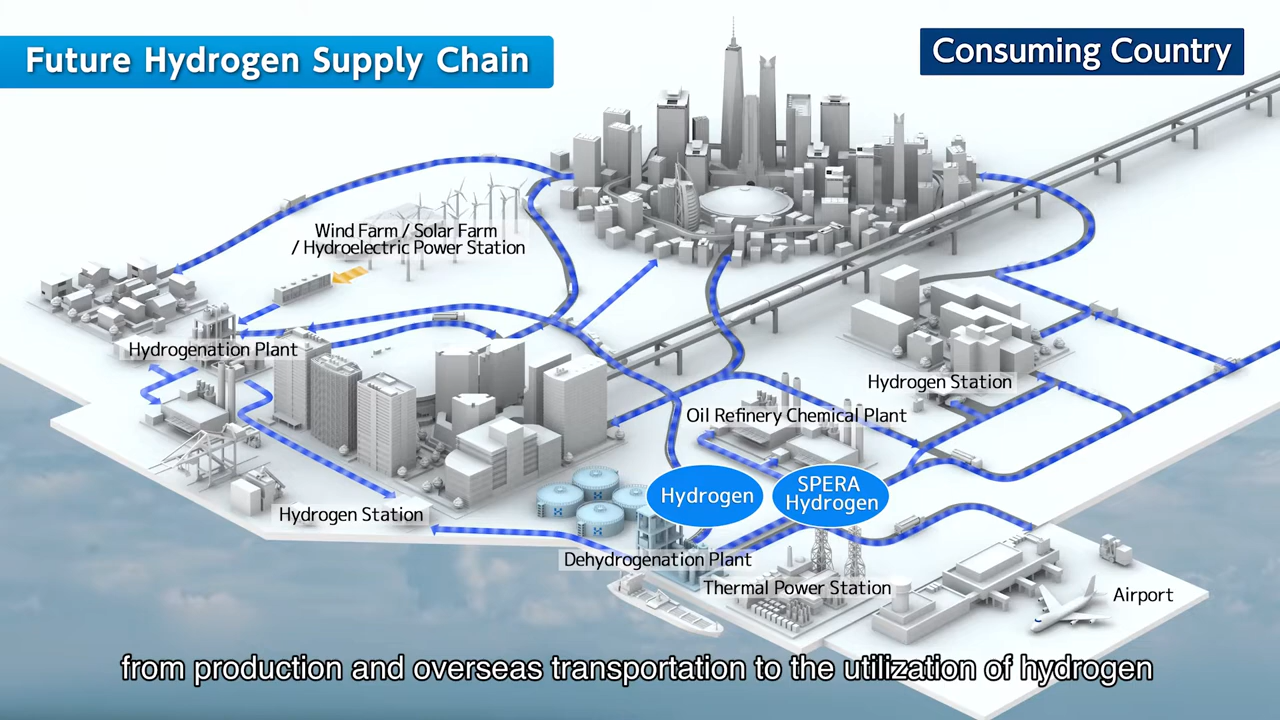 Future Hydrogen Supply Chain
Consuming Country
Wind Farm / Solar Farm
/ Hydroelectric Power Station
Hydrogenation Plant
Hydrogen Station
Oil Refinery Chemical Plant
Hydrogen
SPERA
Hydrogen
Hydrogen Station
Dehydrogenation Plant
Thermal Power Station
Airport
from production and overseas transportation to the utilization of hydrogen